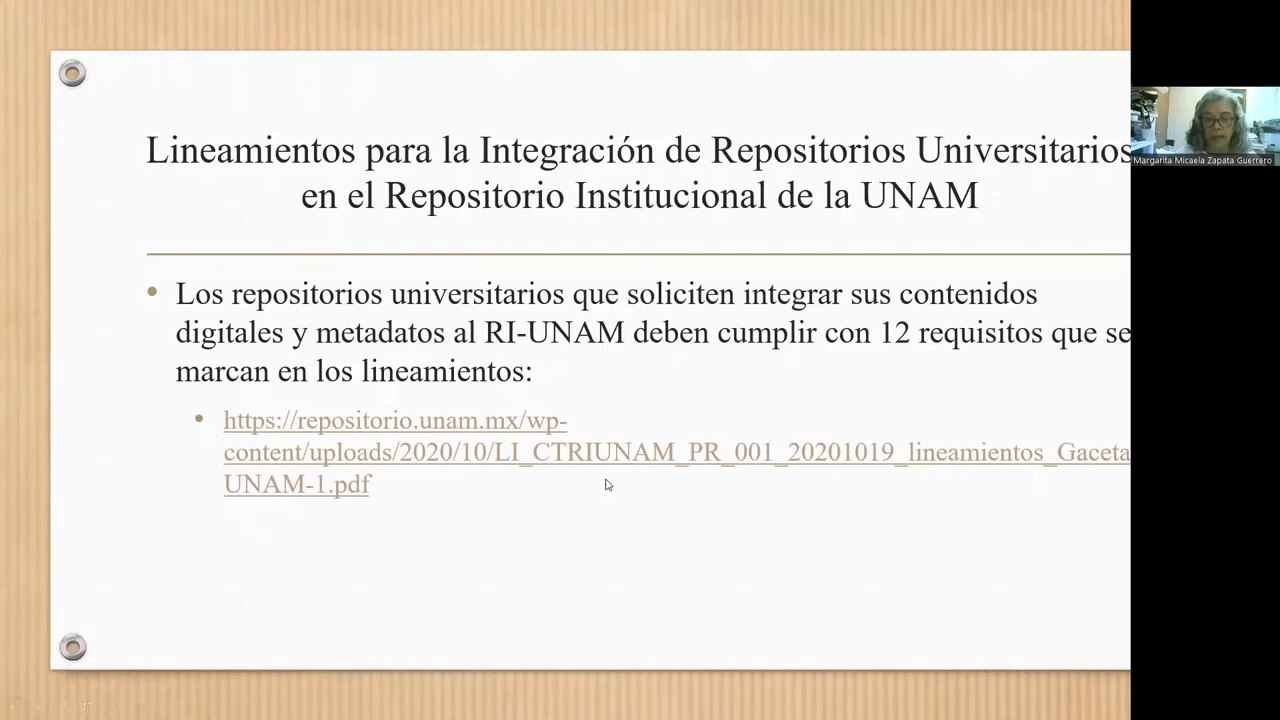 Lineamientos para la Integración de Repositorios Universitarios
en el Repositorio Institucional de la UNAM
Los repositorios universitarios que soliciten integrar sus contenidos
digitales y metadatos al RI-UNAM deben cumplir con 12 requisitos que se
marcan en los lineamientos:
https://repositorio.unam.mx/wp-
content/uploads/2020/10/LI_CTRIUNAM_PR_001_20201019_lineamientos_Gaceta
UNAM-1.pdf
Margarita Micaela Zapata Guerrero